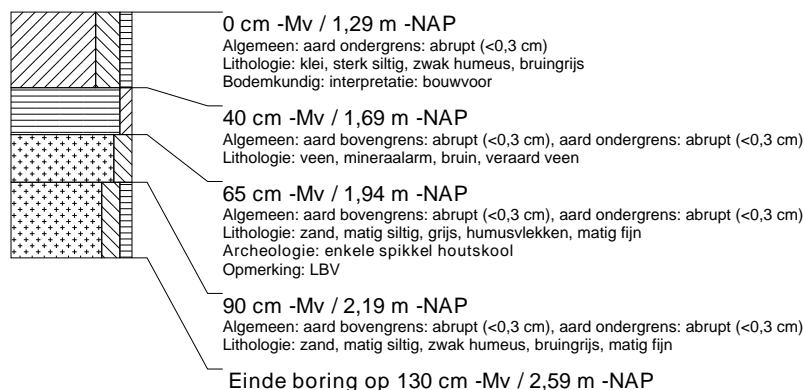 0 cm -Mv / 1,29 m -NAP
Algemeen: aard ondergrens: abrupt (<0,3 cm)
Lithologie: klei, sterk siltig, zwak humeus, bruingrijs
Bodemkundig: interpretatie: bouwvoor
40 cm -Mv / 1,69 m -NAP
Algemeen: aard bovengrens: abrupt (<0,3 cm), aard ondergrens: abrupt (<0,3 cm)
Lithologie: veen, mineraalarm, bruin, veraard veen
65 cm -Mv / 1,94 m -NAP
Algemeen: aard bovengrens: abrupt (<0,3 cm), aard ondergrens: abrupt (<0,3 cm)
Lithologie: zand, matig siltig, grijs, humusvlekken, matig fijn
Archeologie: enkele spikkel houtskool
Opmerking: LBV
90 cm -Mv / 2,19 m -NAP
Algemeen: aard bovengrens: abrupt (<0,3 cm), aard ondergrens: abrupt (<0,3 cm)
Lithologie: zand, matig siltig, zwak humeus, bruingrijs, matig fijn
Einde boring op 130 cm -Mv / 2,59 m -NAP